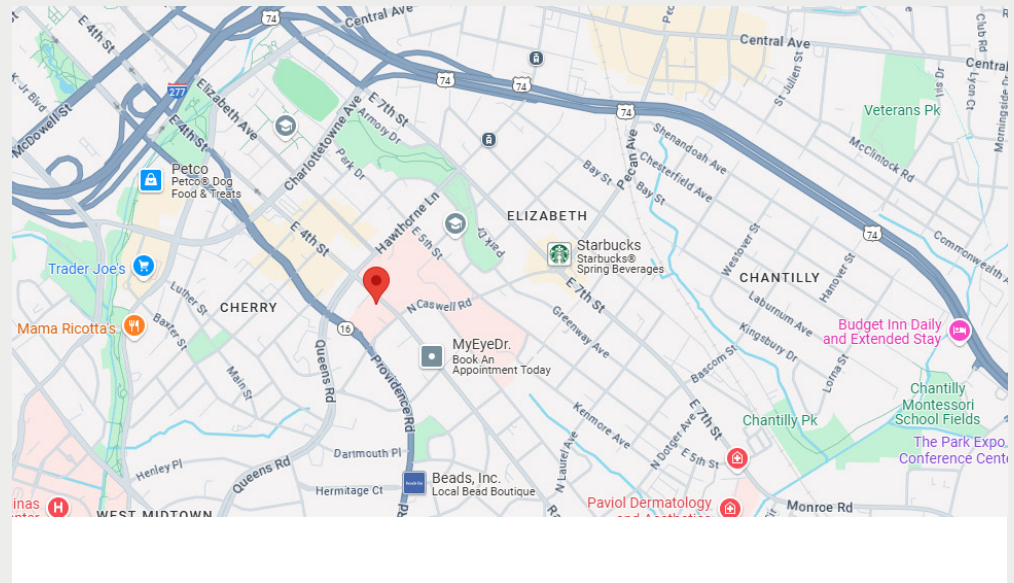 74
Central Ave
E 4th St
Central Ave
Club Rd
74
74
74
Central
277
Elizabeth Ave
E 7th St
St Julien St
Lyon Ct
Morningside Dr
McDowell St
E 4th St
Charlottetowne Ave
Armory Dr
Veterans Pk
Petco
Petco® Dog
Food & Treats
Park Dr
Pecan Ave
Shenandoah Ave
Chesterfield Ave
McClintock Rd
Bay St
Bay St
Hawthorne Ln
ELIZABETH
E 4th St
E 5th St
Park Dr
74
Commonwealth
Starbucks
Starbucks®
Spring Beverages
Trader Joe's
Westover St
CHANTILLY
Hanover St
Luther St
CHERRY
N Caswell Rd
E 7th St
Laburnum Ave
Mama Ricotta's
Baxter St
16
Greenway Ave
Kingsbury Dr
Budget Inn Daily
and Extended Stay
MyEyeDr.
Book An
Appointment Today
Queens Rd
Providence Rd
Main St
Bascom St
Lorna St
Chantilly
Montessori
School Fields
Kenmore Ave
E 7th St
Chantilly Pk
N Laurel Ave
N Dotger Ave
E 5th St
The Park Expo
Conference
Dartmouth Pl
Henley Pl
Queens Rd
Hermitage Ct
Beads, Inc.
Local Bead Boutique
Rd
H
Paviol Dermatology
and Aesthetics
Monroe Rd
WEST MIDTOWN